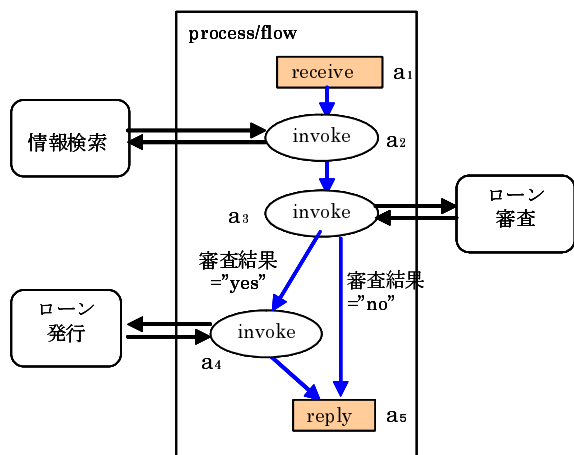 process/flow
receive
a1
invoke
a2
情報検索
invoke
a3
ローン
審査
審査結果
="yes"
審査結果
="no"
ローン
発行
invoke
a4
reply
a5